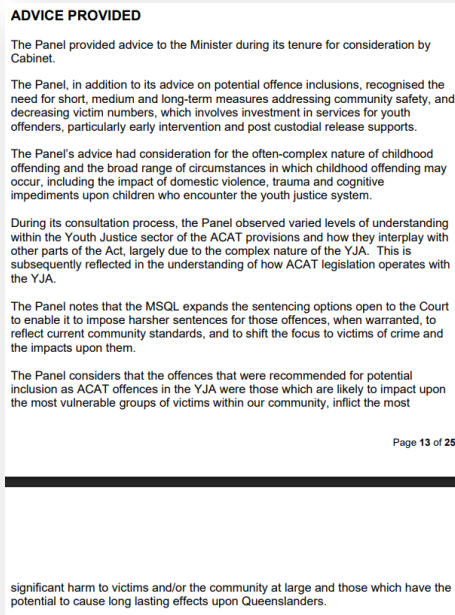 ADVICE PROVIDED
The Panel provided advice to the Minister during its tenure for consideration by
Cabinet.
The Panel, in addition to its advice on potential offence inclusions, recognised the
need for short, medium and long-term measures addressing community safety, and
decreasing victim numbers, which involves investment in services for youth
offenders, particularly early intervention and post custodial release supports.
The Panel's advice had consideration for the often-complex nature of childhood
offending and the broad range of circumstances in which childhood offending may
occur, including the impact of domestic violence, trauma and cognitive
impediments upon children who encounter the youth justice system.
During its consultation process, the Panel observed varied levels of understanding
within the Youth Justice sector of the ACAT provisions and how they interplay with
other parts of the Act, largely due to the complex nature of the YJA. This is
subsequently reflected in the understanding of how ACAT legislation operates with
the YJA.
The Panel notes that the MSQL expands the sentencing options open to the Court
to enable it to impose harsher sentences for those offences, when warranted, to
reflect current community standards, and to shift the focus to victims of crime and
the impacts upon them.
The Panel considers that the offences that were recommended for potential
inclusion as ACAT offences in the YJA were those which are likely to impact upon
the most vulnerable groups of victims within our community, inflict the most
Page 13 of 25
significant harm to victims and/or the community at large and those which have the
potential to cause long lasting effects upon Queenslanders.